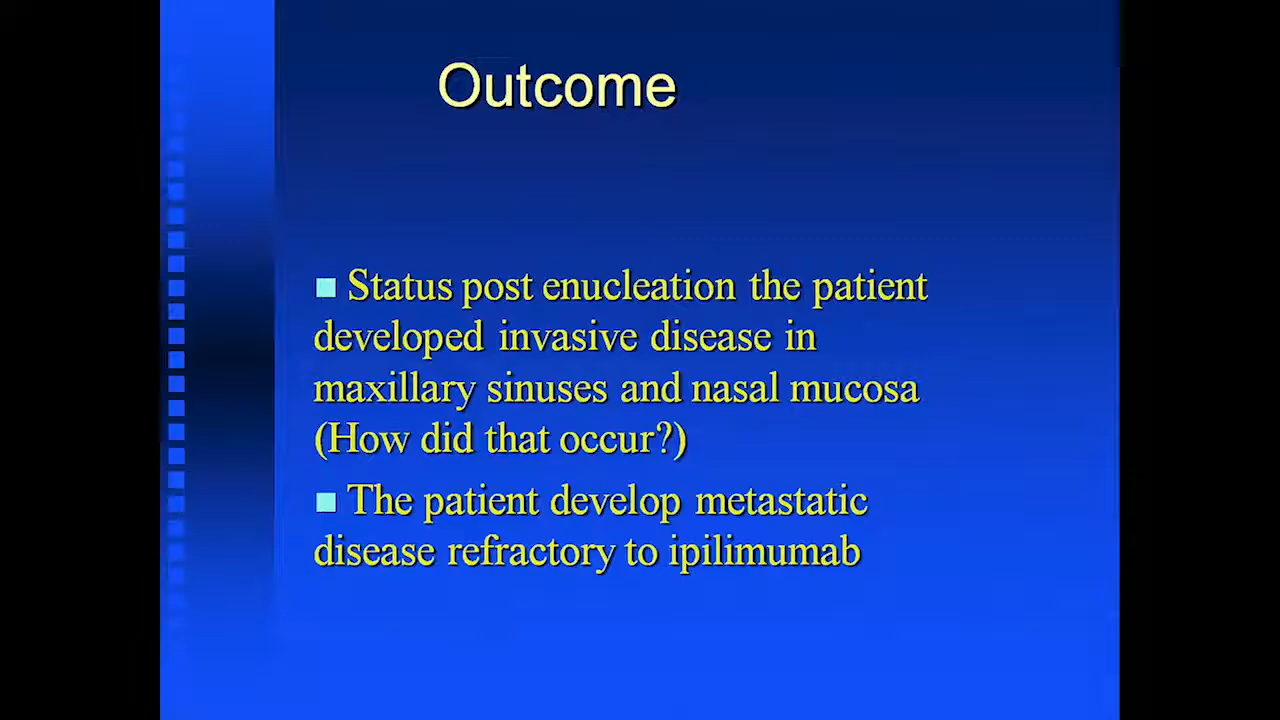 Outcome
Status post enucleation the patient
developed invasive disease in
maxillary sinuses and nasal mucosa
(How did that occur?)
The patient develop metastatic
disease refractory to ipilimumab